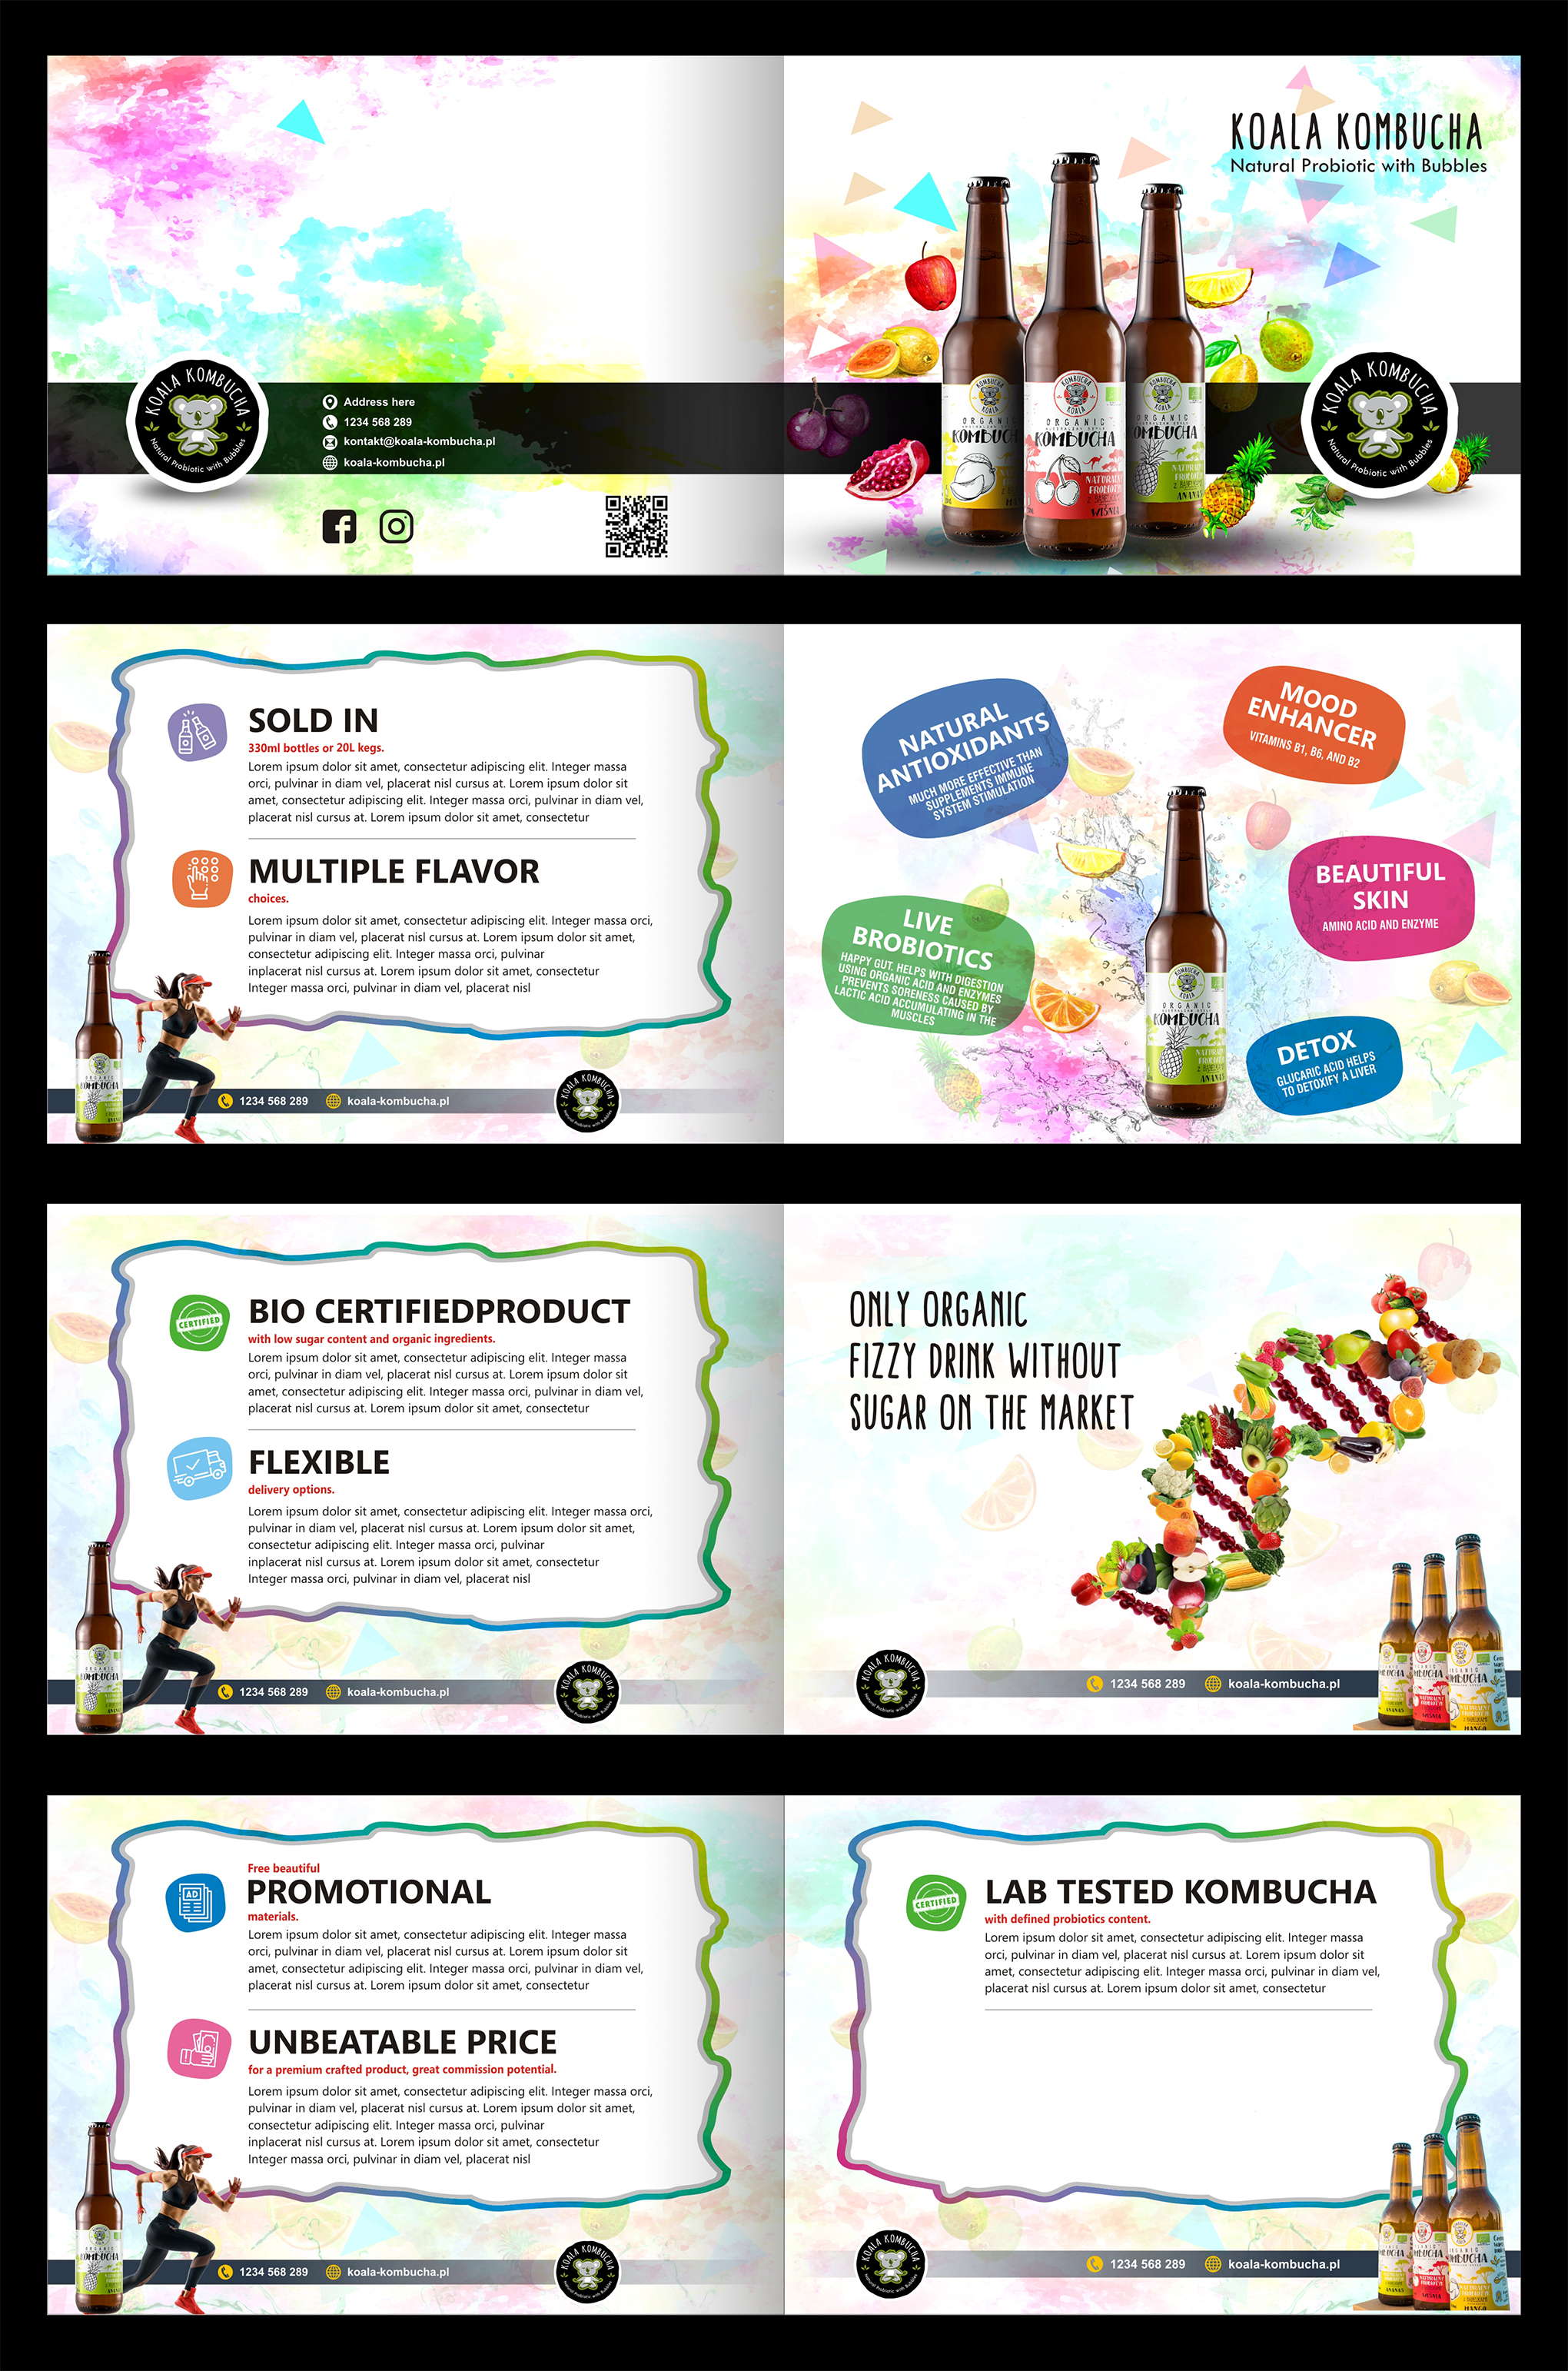 KOALA KOMBUCHA
Natural Probiotic with Bubbles
Address here
1234 568 289
kontakt@koala-kombucha.pl
koala-kombucha.pl
KOALA KOMBUCHA
Natural Probiotic with Bubbles
KOMBUCHA
KOALA
ORGANIC
KOMBUCHA
ORGANIC
KOMBUCHA
WIŚNIA
ORGANIC
KOMBUCHA
ANANAS
KOALA KOMBUCHA
Natural Probiotic with Bubbles
SOLD IN
330ml bottles or 20L kegs.
Lorem ipsum dolor sit amet, consectetur adipiscing elit. Integer massa
orci, pulvinar in diam vel, placerat nisl cursus at. Lorem ipsum dolor sit
amet, consectetur adipiscing elit. Integer massa orci, pulvinar in diam vel,
placerat nisl cursus at. Lorem ipsum dolor sit amet, consectetur
MULTIPLE FLAVOR
choices.
Lorem ipsum dolor sit amet, consectetur adipiscing elit. Integer massa orci,
pulvinar in diam vel, placerat nisl cursus at. Lorem ipsum dolor sit amet,
consectetur adipiscing elit. Integer massa orci, pulvinar
inplacerat nisl cursus at. Lorem ipsum dolor sit amet, consectetur
Integer massa orci, pulvinar in diam vel, placerat nisl
1234 568 289
koala-kombucha.pl
KOALA KOMBUCHA
NATURAL
ANTIOXIDANTS
MUCH MORE EFFECTIVE THAN
SUPPLEMENTS IMMUNE
SYSTEM STIMULATION
MOOD
ENHANCER
VITAMINS B1, B6, AND B2
BEAUTIFUL
SKIN
AMINO ACID AND ENZYME
LIVE
BROBIOTICS
HAPPY GUT. HELPS WITH DIGESTION
USING ORGANIC ACID AND ENZYMES
PREVENTS SORENESS CAUSED BY
LACTIC ACID ACCUMULATING IN THE
MUSCLES
DETOX
GLUCARIC ACID HELPS
TO DETOXIFY A LIVER
ORGANIC
KOMBUCHA
ANANAS
BIO CERTIFIEDPRODUCT
CERTIFIED
with low sugar content and organic ingredients.
Lorem ipsum dolor sit amet, consectetur adipiscing elit. Integer massa
orci, pulvinar in diam vel, placerat nisl cursus at. Lorem ipsum dolor sit
amet, consectetur adipiscing elit. Integer massa orci, pulvinar in diam vel,
placerat nisl cursus at. Lorem ipsum dolor sit amet, consectetur
FLEXIBLE
delivery options.
Lorem ipsum dolor sit amet, consectetur adipiscing elit. Integer massa orci,
pulvinar in diam vel, placerat nisl cursus at. Lorem ipsum dolor sit amet,
consectetur adipiscing elit. Integer massa orci, pulvinar
inplacerat nisl cursus at. Lorem ipsum dolor sit amet, consectetur
Integer massa orci, pulvinar in diam vel, placerat nisl
1234 568 289
koala-kombucha.pl
KOALA KOMBUCHA
ONLY ORGANIC
FIZZY DRINK WITHOUT
SUGAR ON THE MARKET
KOALA KOMBUCHA
1234 568 289
koala-kombucha.pl
Free beautiful
AD
PROMOTIONAL
materials.
Lorem ipsum dolor sit amet, consectetur adipiscing elit. Integer massa
orci, pulvinar in diam vel, placerat nisl cursus at. Lorem ipsum dolor sit
amet, consectetur adipiscing elit. Integer massa orci, pulvinar in diam vel,
placerat nisl cursus at. Lorem ipsum dolor sit amet, consectetur
UNBEATABLE PRICE
for a premium crafted product, great commission potential.
Lorem ipsum dolor sit amet, consectetur adipiscing elit. Integer massa orci,
pulvinar in diam vel, placerat nisl cursus at. Lorem ipsum dolor sit amet,
consectetur adipiscing elit. Integer massa orci, pulvinar
inplacerat nisl cursus at. Lorem ipsum dolor sit amet, consectetur
Integer massa orci, pulvinar in diam vel, placerat nisl
1234 568 289
koala-kombucha.pl
KOALA KOMBUCHA
CERTIFIED
LAB TESTED KOMBUCHA
with defined probiotics content.
Lorem ipsum dolor sit amet, consectetur adipiscing elit. Integer massa
orci, pulvinar in diam vel, placerat nisl cursus at. Lorem ipsum dolor sit
amet, consectetur adipiscing elit. Integer massa orci, pulvinar in diam vel,
placerat nisl cursus at. Lorem ipsum dolor sit amet, consectetur
KOALA KOMBUCHA
1234 568 289
koala-kombucha.pl